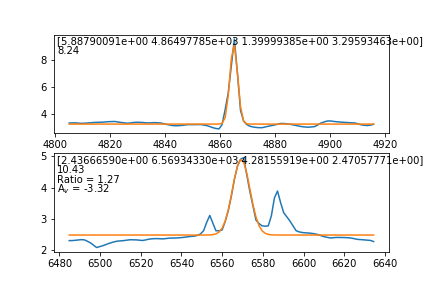 [5.88790091e+00 4.86497785e+03 1.39999385e+00 3.29593463e+00]
8.24
8
6
4
4800 4820 4840 4860 4880 4900 4920
[2.43666590e+00 6.56934330e+03 4.28155919e+00 2.47057771e+00]
10.43
Ratio = 1.27
Av = -3.32
5
4
3
2
6480 6500 6520 6540 6560 6580 6600 6620 6640